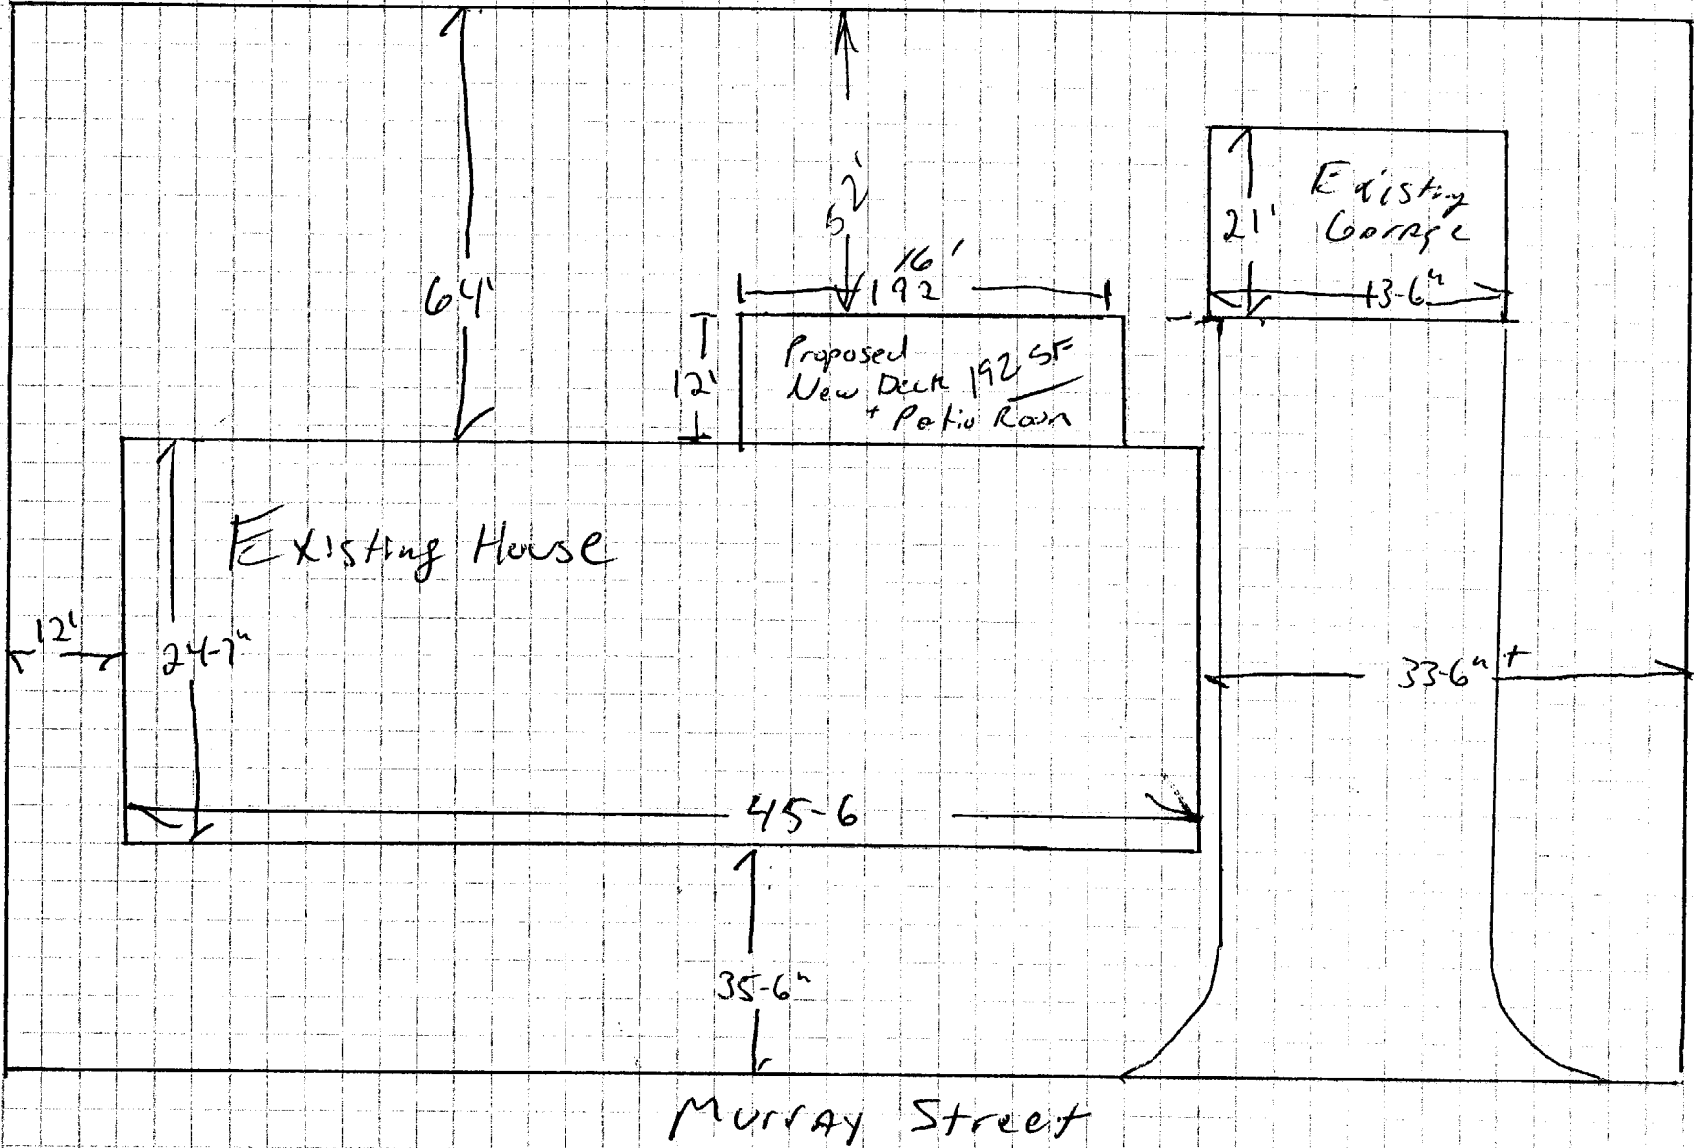 52'
64'
16'
192
21'
Existing
Garage
13-6"
12'
Proposed
New Deck 192 SF
+ Patio Room
Existing House
12'
24-7"
33-6" +
45-6
35-6"
Murray Street